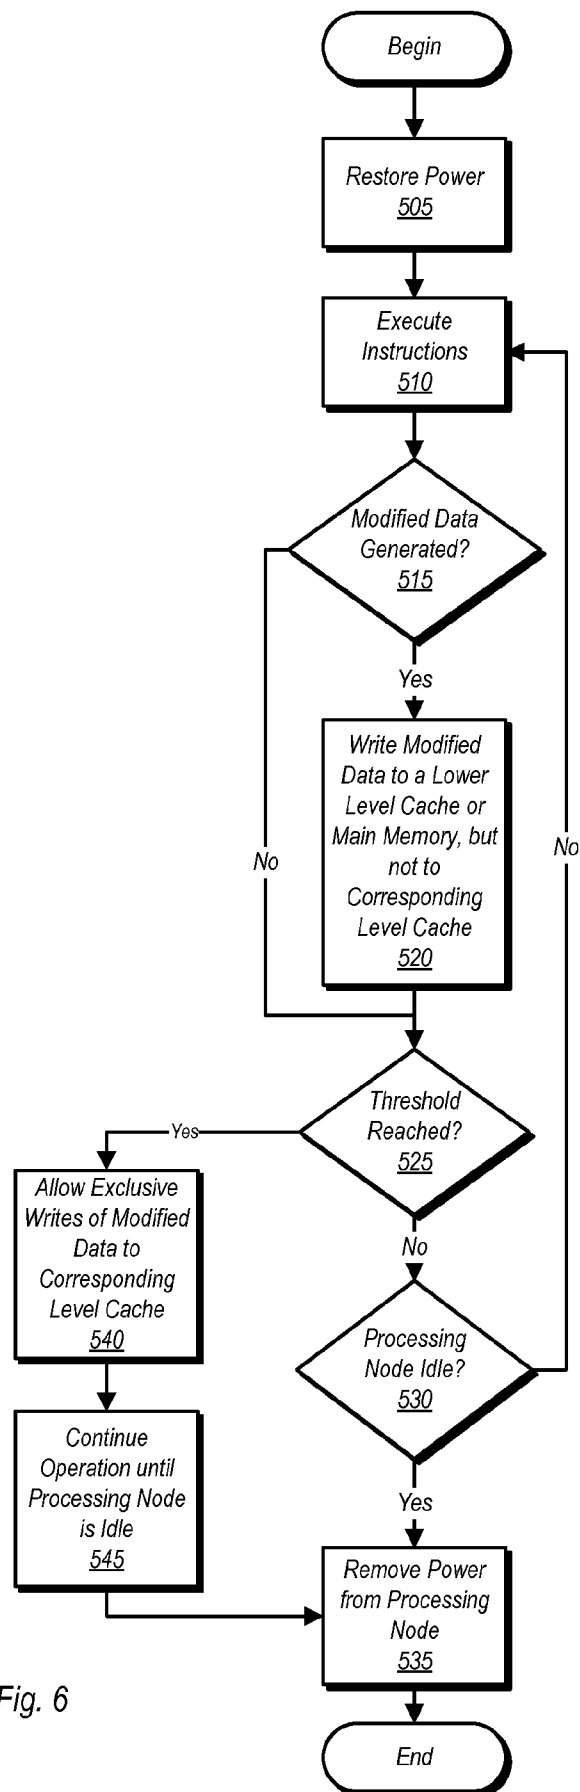 Begin
Restore Power
505
Execute
Instructions
510
Modified Data
Generated?
515
Yes
Write Modified
Data to a Lower
Level Cache or
Main Memory, but
not to
Corresponding
Level Cache
520
No
No
Threshold
Reached?
525
Yes
No
Allow Exclusive
Writes of Modified
Data to
Corresponding
Level Cache
540
Processing
Node Idle?
530
Continue
Operation until
Processing Node
is Idle
545
Yes
Remove Power
from Processing
Node
535
Fig. 6
End